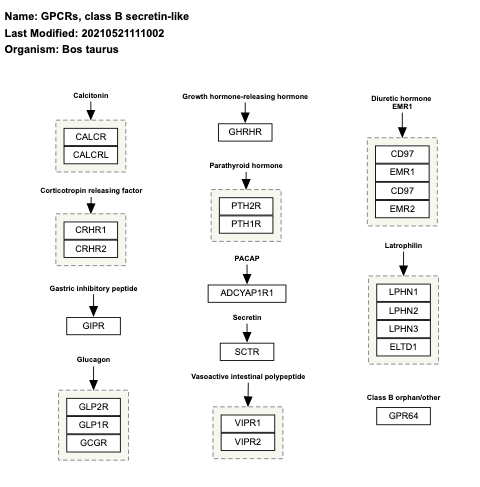 Name: GPCRs, class B secretin-like
Last Modified: 20210521111002
Organism: Bos taurus
Calcitonin
CALCR
CALCRL
Corticotropin releasing factor
CRHR1
CRHR2
Gastric inhibitory peptide
GIPR
Glucagon
GLP2R
GLP1R
GCGR
Growth hormone-releasing hormone
GHRHR
Parathyroid hormone
PTH2R
PTH1R
PACAP
ADCYAP1R1
Secretin
SCTR
Vasoactive intestinal polypeptide
VIPR1
VIPR2
Diuretic hormone
EMR1
CD97
EMR1
CD97
EMR2
Latrophilin
LPHN1
LPHN2
LPHN3
ELTD1
Class B orphan/other
GPR64